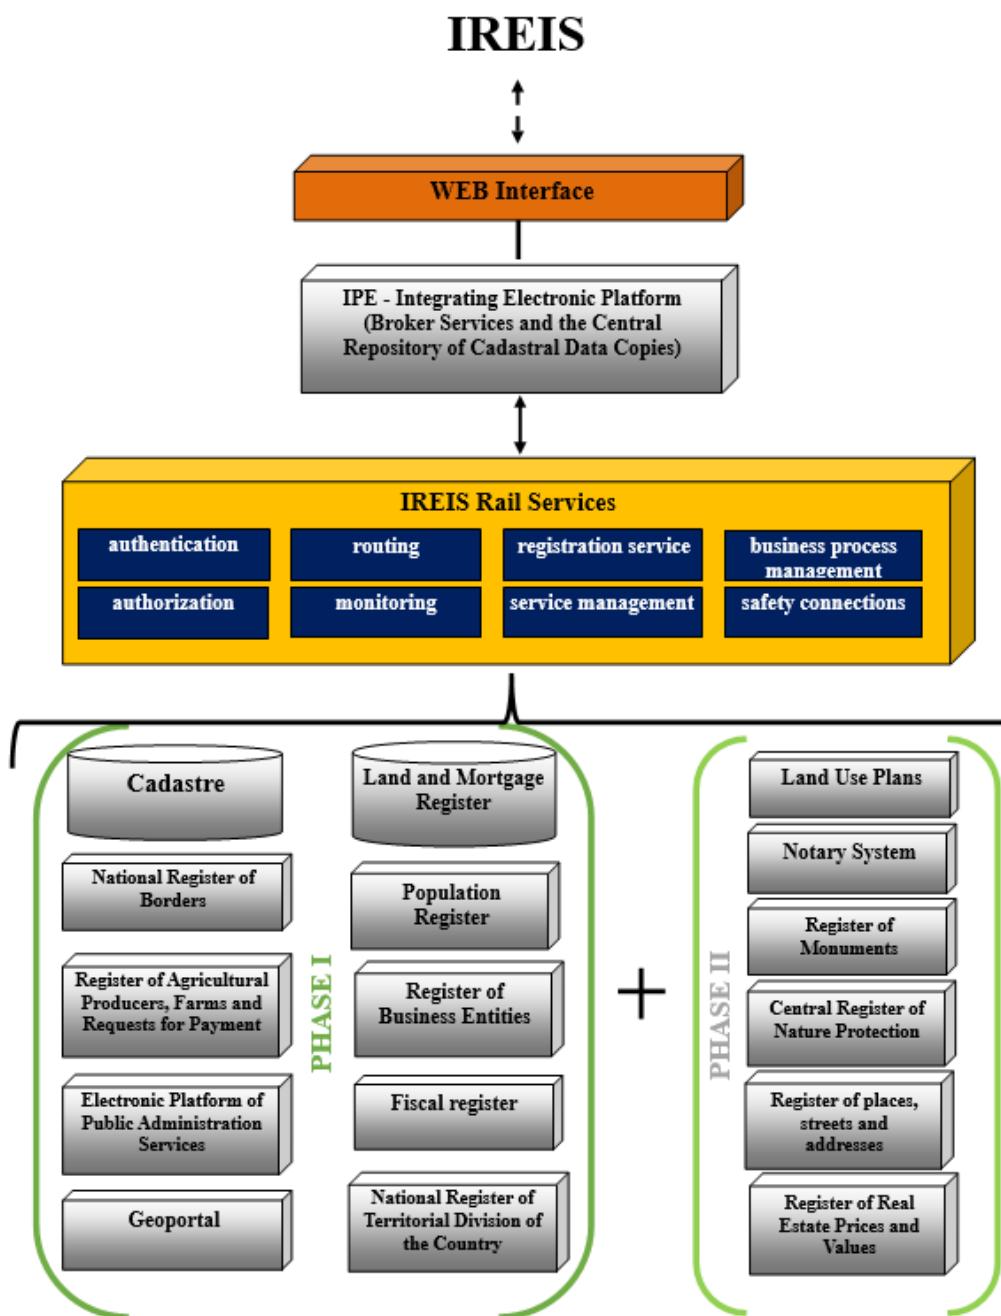 IREIS
WEB Interface
IPE - Integrating Electronic Platform
(Broker Services and the Central
Repository of Cadastral Data Copies)
IREIS Rail Services
authentication
routing
registration service
business process
management
authorization
monitoring
service management
safety connections
Cadastre
National Register of
Borders
Register of Agricultural
Producers, Farms and
Requests for Payment
Electronic Platform of
Public Administration
Services
Geoportal
PHASE I
Land and Mortgage
Register
Population
Register
Register of
Business Entities
Fiscal register
National Register of
Territorial Division of
the Country
+
PHASE II
Land Use Plans
Notary System
Register of
Monuments
Central Register of
Nature Protection
Register of places,
streets and
addresses
Register of Real
Estate Prices and
Values